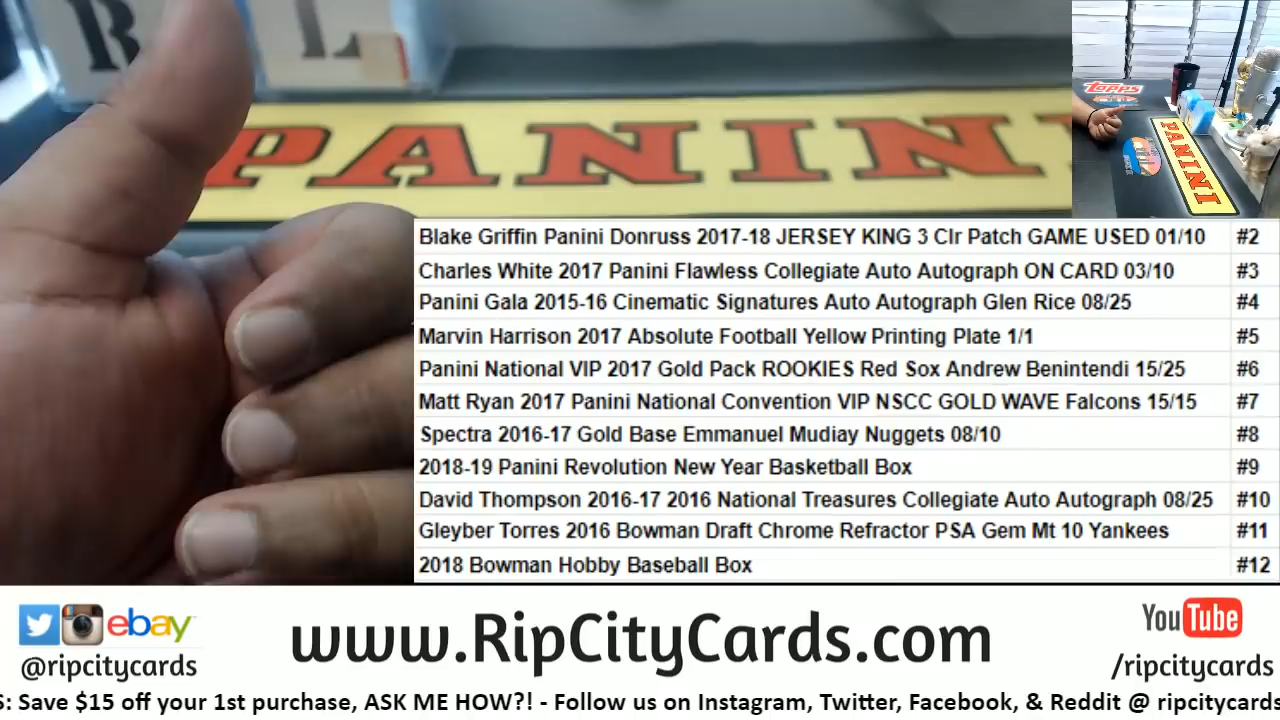 R L
PANINI
topps
PANINI
Blake Griffin Panini Donruss 2017-18 JERSEY KING 3 Clr Patch GAME USED 01/10 #2
Charles White 2017 Panini Flawless Collegiate Auto Autograph ON CARD 03/10 #3
Panini Gala 2015-16 Cinematic Signatures Auto Autograph Glen Rice 08/25 #4
Marvin Harrison 2017 Absolute Football Yellow Printing Plate 1/1 #5
Panini National VIP 2017 Gold Pack ROOKIES Red Sox Andrew Benintendi 15/25 #6
Matt Ryan 2017 Panini National Convention VIP NSCC GOLD WAVE Falcons 15/15 #7
Spectra 2016-17 Gold Base Emmanuel Mudiay Nuggets 08/10 #8
2018-19 Panini Revolution New Year Basketball Box #9
David Thompson 2016-17 2016 National Treasures Collegiate Auto Autograph 08/25 #10
Gleyber Torres 2016 Bowman Draft Chrome Refractor PSA Gem Mt 10 Yankees #11
2018 Bowman Hobby Baseball Box #12
ebay
@ripcitycards
www.RipCityCards.com
YouTube
/ripcitycards
S: Save $15 off your 1st purchase, ASK ME HOW?! - Follow us on Instagram, Twitter, Facebook, & Reddit @ ripcitycards